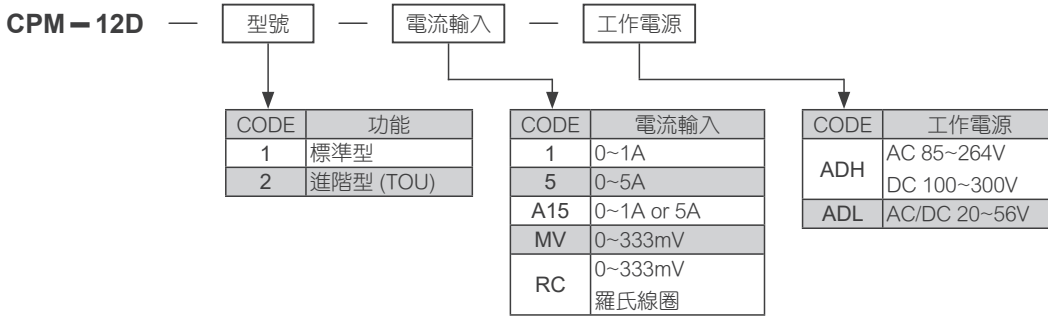 CPM－12D — 型號 — 電流輸入 — 工作電源
CODE 功能
1 標準型
2 進階型 (TOU)
CODE 電流輸入
1 0~1A
5 0~5A
A15 0~1A or 5A
MV 0~333mV
RC 0~333mV
羅氏線圈
CODE 工作電源
ADH AC 85~264V
DC 100~300V
ADL AC/DC 20~56V